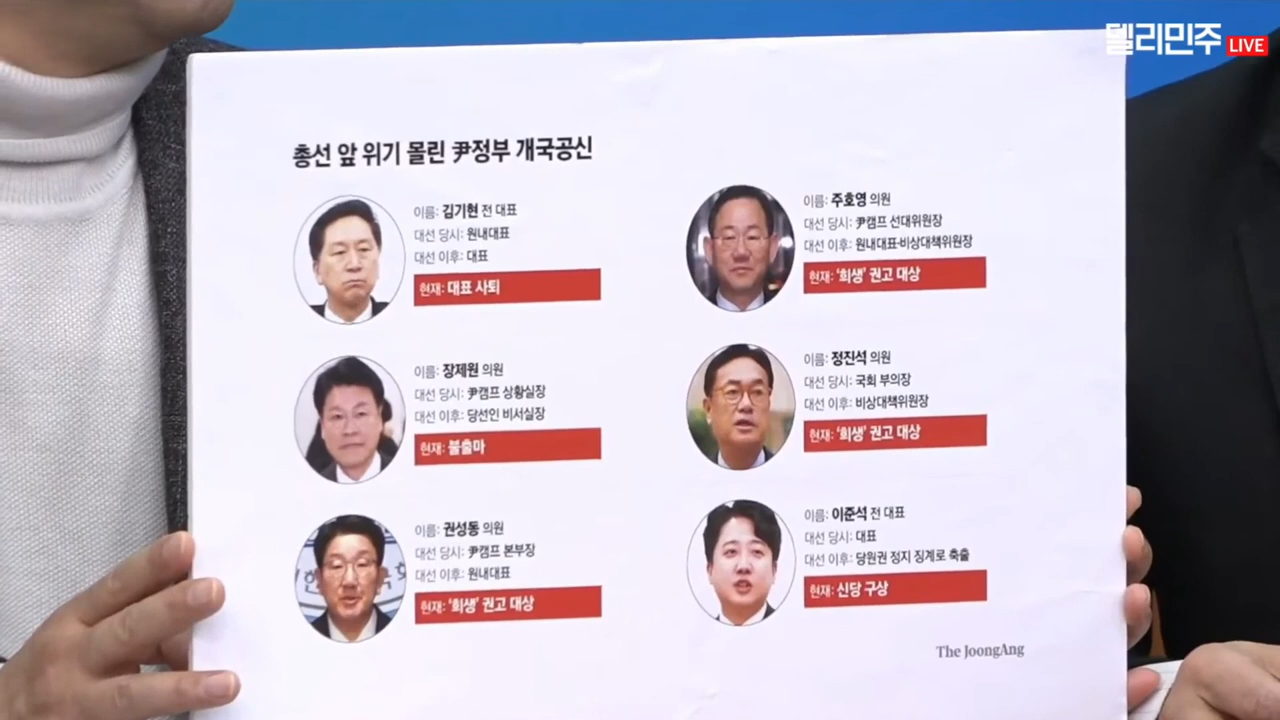 델리민주 LIVE
총선 앞 위기 몰린 尹정부 개국공신
이름: 김기현 전 대표
대선 당시: 원내대표
대선 이후: 대표
현재: 대표 사퇴
이름: 장제원 의원
대선 당시: 尹캠프 상황실장
대선 이후: 당선인 비서실장
현재: 불출마
이름: 권성동 의원
대선 당시: 尹캠프 본부장
대선 이후: 원내대표
현재: ‘희생’ 권고 대상
이름: 주호영 의원
대선 당시: 尹캠프 선대위원장
대선 이후: 원내대표·비상대책위원장
현재: ‘희생’ 권고 대상
이름: 정진석 의원
대선 당시: 국회 부의장
대선 이후: 비상대책위원장
현재: ‘희생’ 권고 대상
이름: 이준석 전 대표
대선 당시: 대표
대선 이후: 당원권 정지 징계로 축출
현재: 신당 구상
The JoongAng